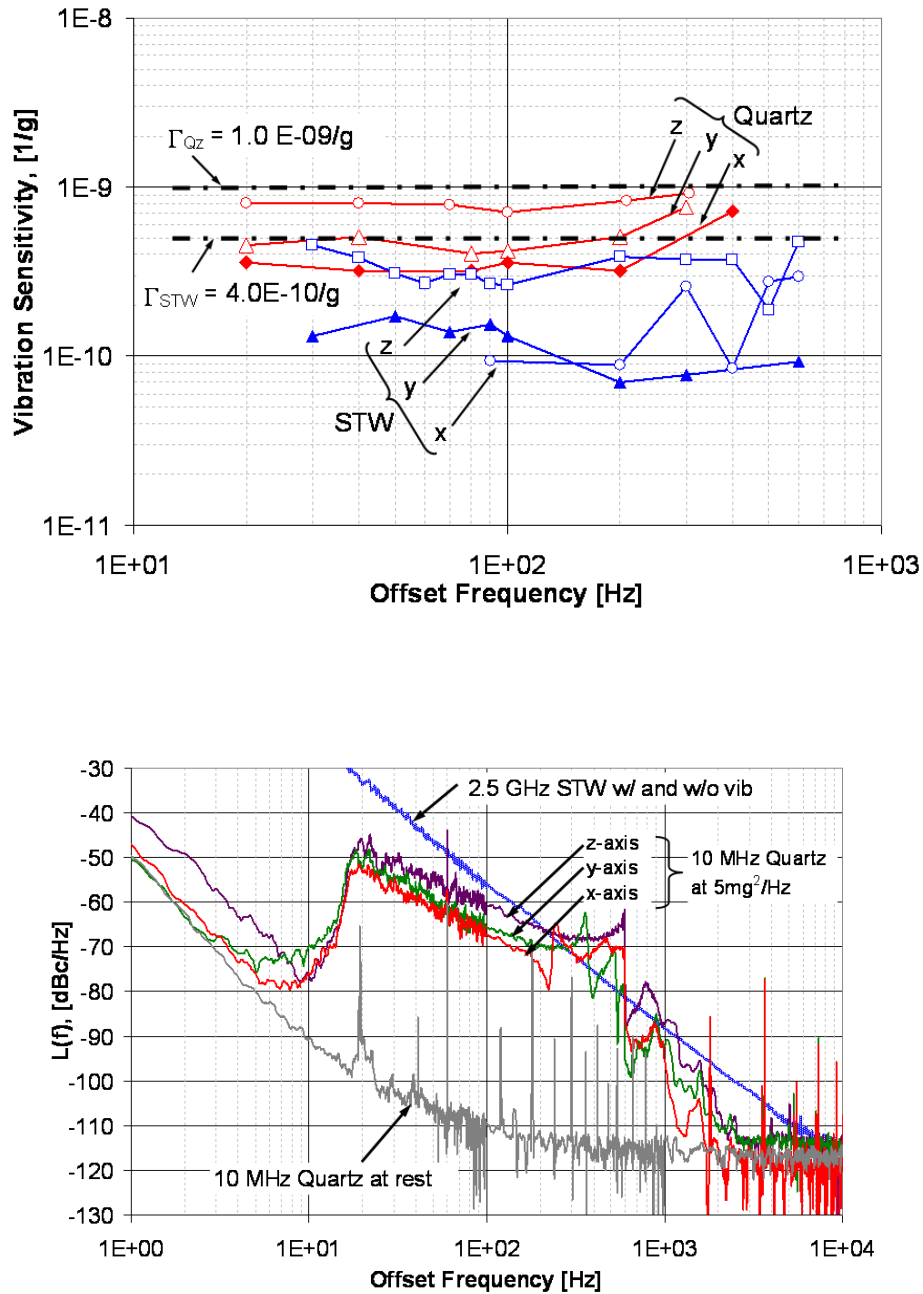 1E-8
1E-9
1E-10
1E-11
Vibration Sensitivity, [1/g]
Γ_Qz = 1.0 E-09/g
Γ_STW = 4.0E-10/g
Quartz
z
y
x
z
y
x
STW
1E+01
1E+02
1E+03
Offset Frequency [Hz]
-30
-40
-50
-60
-70
-80
-90
-100
-110
-120
-130
L(f), [dBc/Hz]
2.5 GHz STW w/ and w/o vib
z-axis
y-axis
x-axis
10 MHz Quartz
at 5mg²/Hz
10 MHz Quartz at rest
1E+00
1E+01
1E+02
1E+03
1E+04
Offset Frequency [Hz]